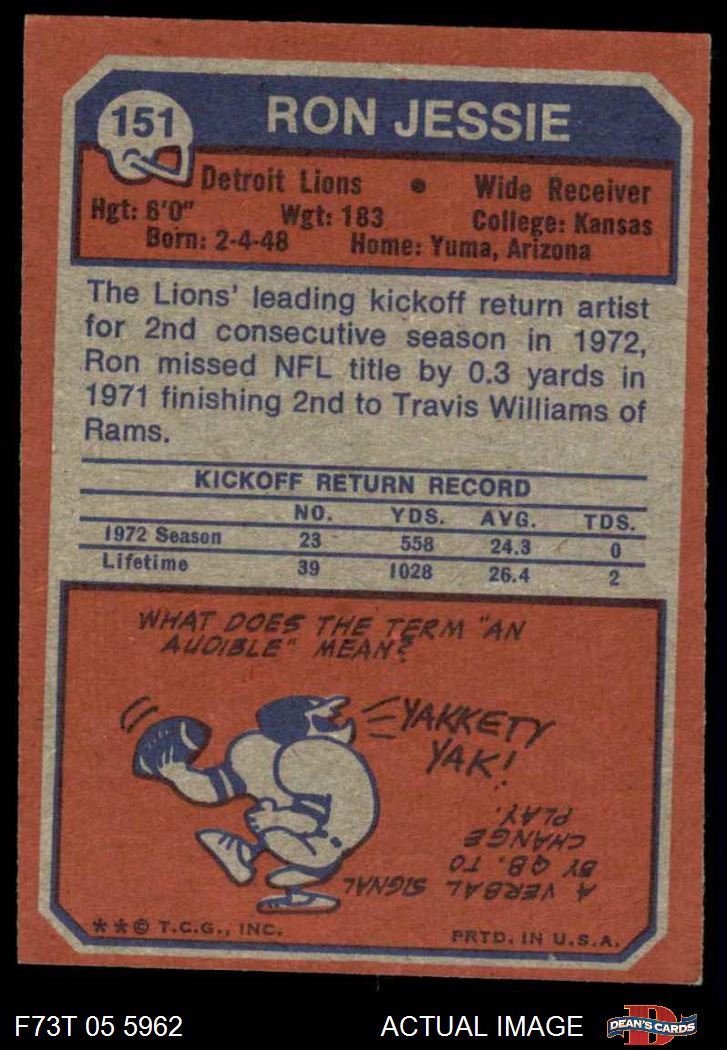 151
RON JESSIE
Detroit Lions • Wide Receiver
Hgt: 6'0" Wgt: 183 College: Kansas
Born: 2-4-48 Home: Yuma, Arizona
The Lions' leading kickoff return artist
for 2nd consecutive season in 1972,
Ron missed NFL title by 0.3 yards in
1971 finishing 2nd to Travis Williams of
Rams.
KICKOFF RETURN RECORD
NO. YDS. AVG. TDS.
1972 Season 23 558 24.3 0
Lifetime 39 1028 26.4 2
WHAT DOES THE TERM "AN
AUDIBLE" MEAN?
YAKKETY
YAK!
A VERBAL SIGNAL
BY QB. TO
CHANGE
PLAY.
**© T.C.G., INC. PRTD. IN U.S.A.
F73T 05 5962 ACTUAL IMAGE
D
DEAN'S CARDS